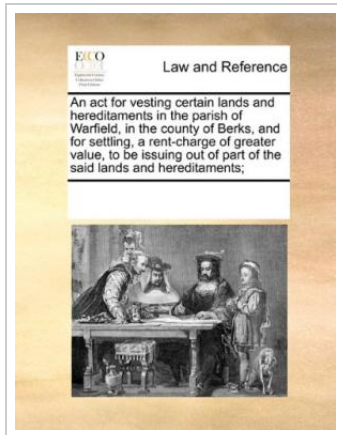 ECCO
Law and Reference
An act for vesting certain lands and
hereditaments in the parish of
Warfield, in the county of Berks, and
for settling, a rent-charge of greater
value, to be issuing out of part of the
said lands and hereditaments;